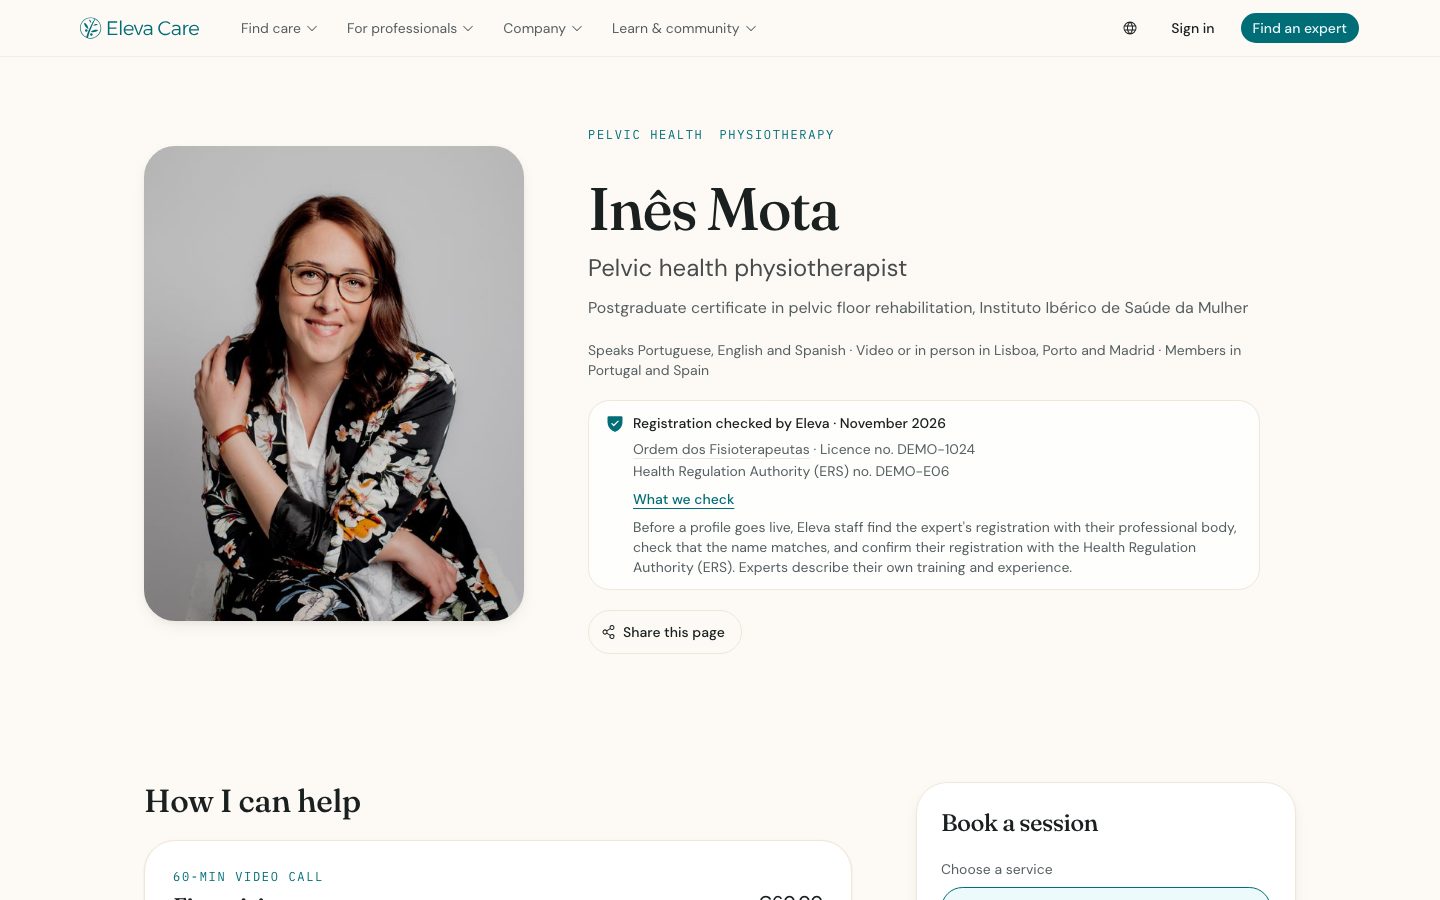 Eleva Care
Find care
For professionals
Company
Learn & community
Sign in
Find an expert
PELVIC HEALTH PHYSIOTHERAPY
Inês Mota
Pelvic health physiotherapist
Postgraduate certificate in pelvic floor rehabilitation, Instituto Ibérico de Saúde da Mulher
Speaks Portuguese, English and Spanish · Video or in person in Lisboa, Porto and Madrid · Members in
Portugal and Spain
Registration checked by Eleva · November 2026
Ordem dos Fisioterapeutas · Licence no. DEMO-1024
Health Regulation Authority (ERS) no. DEMO-E06
What we check
Before a profile goes live, Eleva staff find the expert's registration with their professional body,
check that the name matches, and confirm their registration with the Health Regulation
Authority (ERS). Experts describe their own training and experience.
Share this page
How I can help
60-MIN VIDEO CALL
Book a session
Choose a service